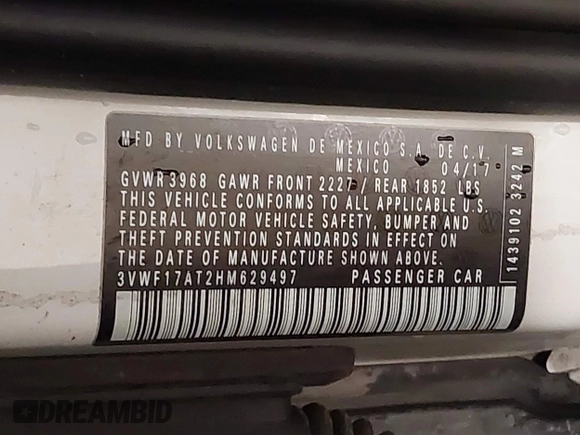 MFD BY VOLKSWAGEN DE MEXICO S.A. DE C.V.
MEXICO 04/17
GVWR 3968 GAWR FRONT 2227 / REAR 1852 LBS
THIS VEHICLE CONFORMS TO ALL APPLICABLE U.S.
FEDERAL MOTOR VEHICLE SAFETY, BUMPER AND
THEFT PREVENTION STANDARDS IN EFFECT ON
THE DATE OF MANUFACTURE SHOWN ABOVE.
3VWF17AT2HM629497 PASSENGER CAR
1439102 3242 M
DREAMBID